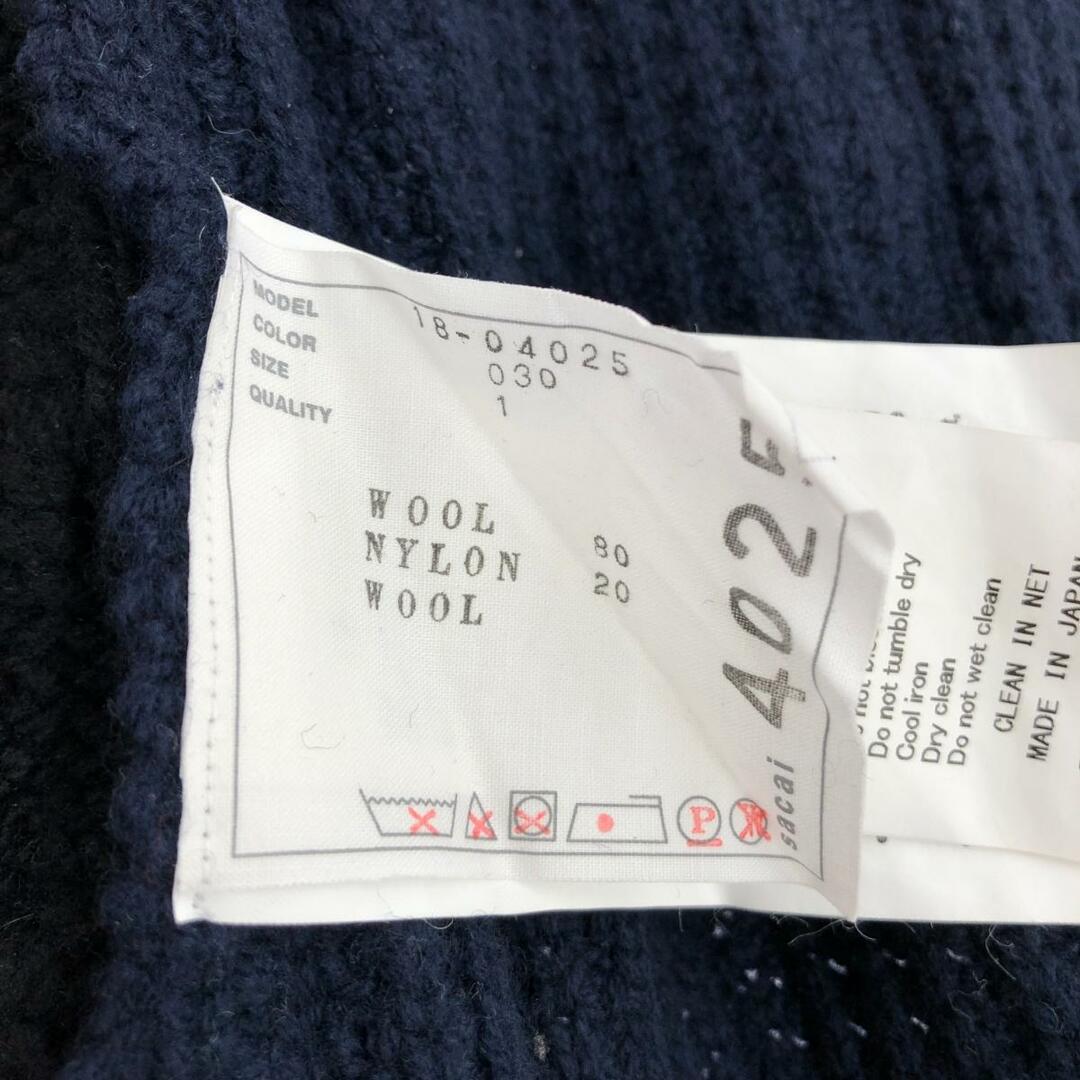 MODEL 18-04025
COLOR 030
SIZE 1
QUALITY
WOOL
NYLON 80
WOOL 20
sacai 402
Do not tumble dry
Cool iron
Dry clean
Do not wet clean
CLEAN IN NET
MADE IN JAPAN
P